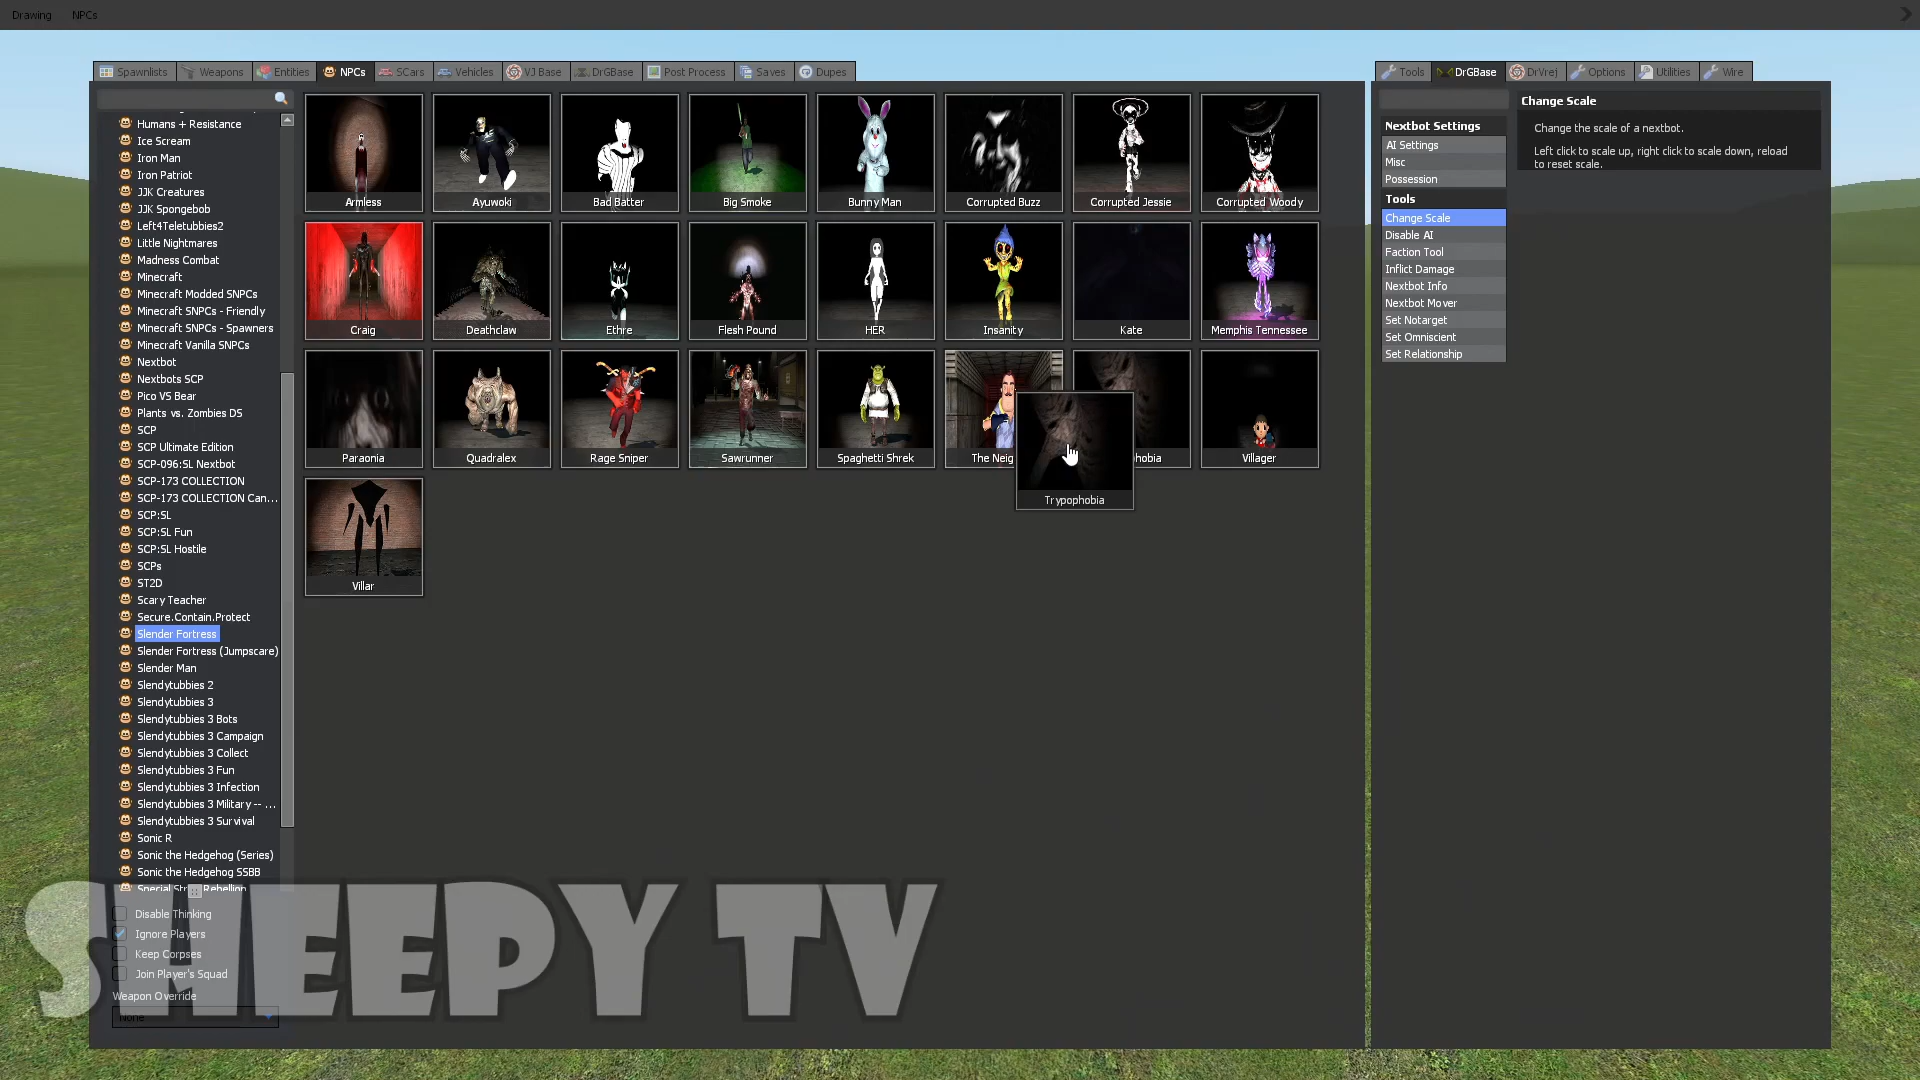 Drawing NPCs
Spawnlists Weapons Entities NPCs SCars Vehicles VJ Base DrGBase Post Process Saves Dupes
Tools DrGBase DrVrej Options Utilities Wire
Humans + Resistance
Ice Scream
Iron Man
Iron Patriot
JJK Creatures
JJK Spongebob
Left4Teletubbies2
Little Nightmares
Madness Combat
Minecraft
Minecraft Modded SNPCs
Minecraft SNPCs - Friendly
Minecraft SNPCs - Spawners
Minecraft Vanilla SNPCs
Nextbot
Nextbots SCP
Pico VS Bear
Plants vs. Zombies DS
SCP
SCP Ultimate Edition
SCP-096:SL Nextbot
SCP-173 COLLECTION
SCP-173 COLLECTION Can...
SCP:SL
SCP:SL Fun
SCP:SL Hostile
SCPs
ST2D
Scary Teacher
Secure.Contain.Protect
Slender Fortress
Slender Fortress (Jumpscare)
Slender Man
Slendytubbies 2
Slendytubbies 3
Slendytubbies 3 Bots
Slendytubbies 3 Campaign
Slendytubbies 3 Collect
Slendytubbies 3 Fun
Slendytubbies 3 Infection
Slendytubbies 3 Military -- ...
Slendytubbies 3 Survival
Sonic R
Sonic the Hedgehog (Series)
Sonic the Hedgehog SSBB
Disable Thinking
Ignore Players
Keep Corpses
Join Player's Squad
Weapon Override
None
Armless Ayuwoki Bad Batter Big Smoke Bunny Man Corrupted Buzz Corrupted Jessie Corrupted Woody
Craig Deathclaw Ethre Flesh Pound HER Insanity Kate Memphis Tennessee
Paraonia Quadralex Rage Sniper Sawrunner Spaghetti Shrek The Neig hobia Villager
Trypophobia
Villar
Nextbot Settings
AI Settings
Misc
Possession
Tools
Change Scale
Disable AI
Faction Tool
Inflict Damage
Nextbot Info
Nextbot Mover
Set Notarget
Set Omniscient
Set Relationship
Change Scale
Change the scale of a nextbot.
Left click to scale up, right click to scale down, reload
to reset scale.
SHEEPY TV